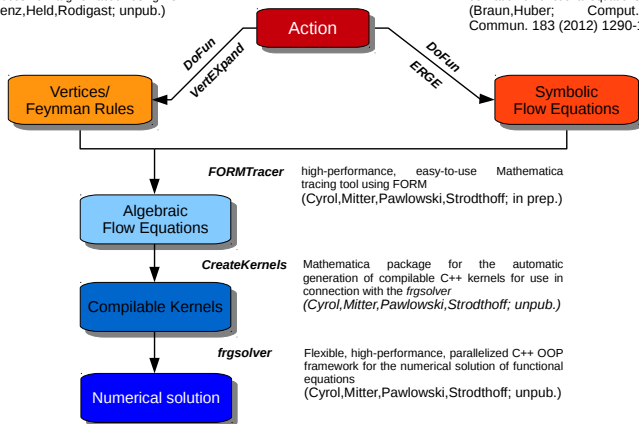 enz,Held,Rodigast; unpub.)
(Braun,Huber; Comput.
Commun. 183 (2012) 1290-1
Action
DoFun
VertEXpand
DoFun
ERGE
Vertices/
Feynman Rules
Symbolic
Flow Equations
FORMTracer
high-performance, easy-to-use Mathematica
tracing tool using FORM
(Cyrol,Mitter,Pawlowski,Strodthoff; in prep.)
Algebraic
Flow Equations
CreateKernels
Mathematica package for the automatic
generation of compilable C++ kernels for use in
connection with the frgsolver
(Cyrol,Mitter,Pawlowski,Strodthoff; unpub.)
Compilable Kernels
frgsolver
Flexible, high-performance, parallelized C++ OOP
framework for the numerical solution of functional
equations
(Cyrol,Mitter,Pawlowski,Strodthoff; unpub.)
Numerical solution